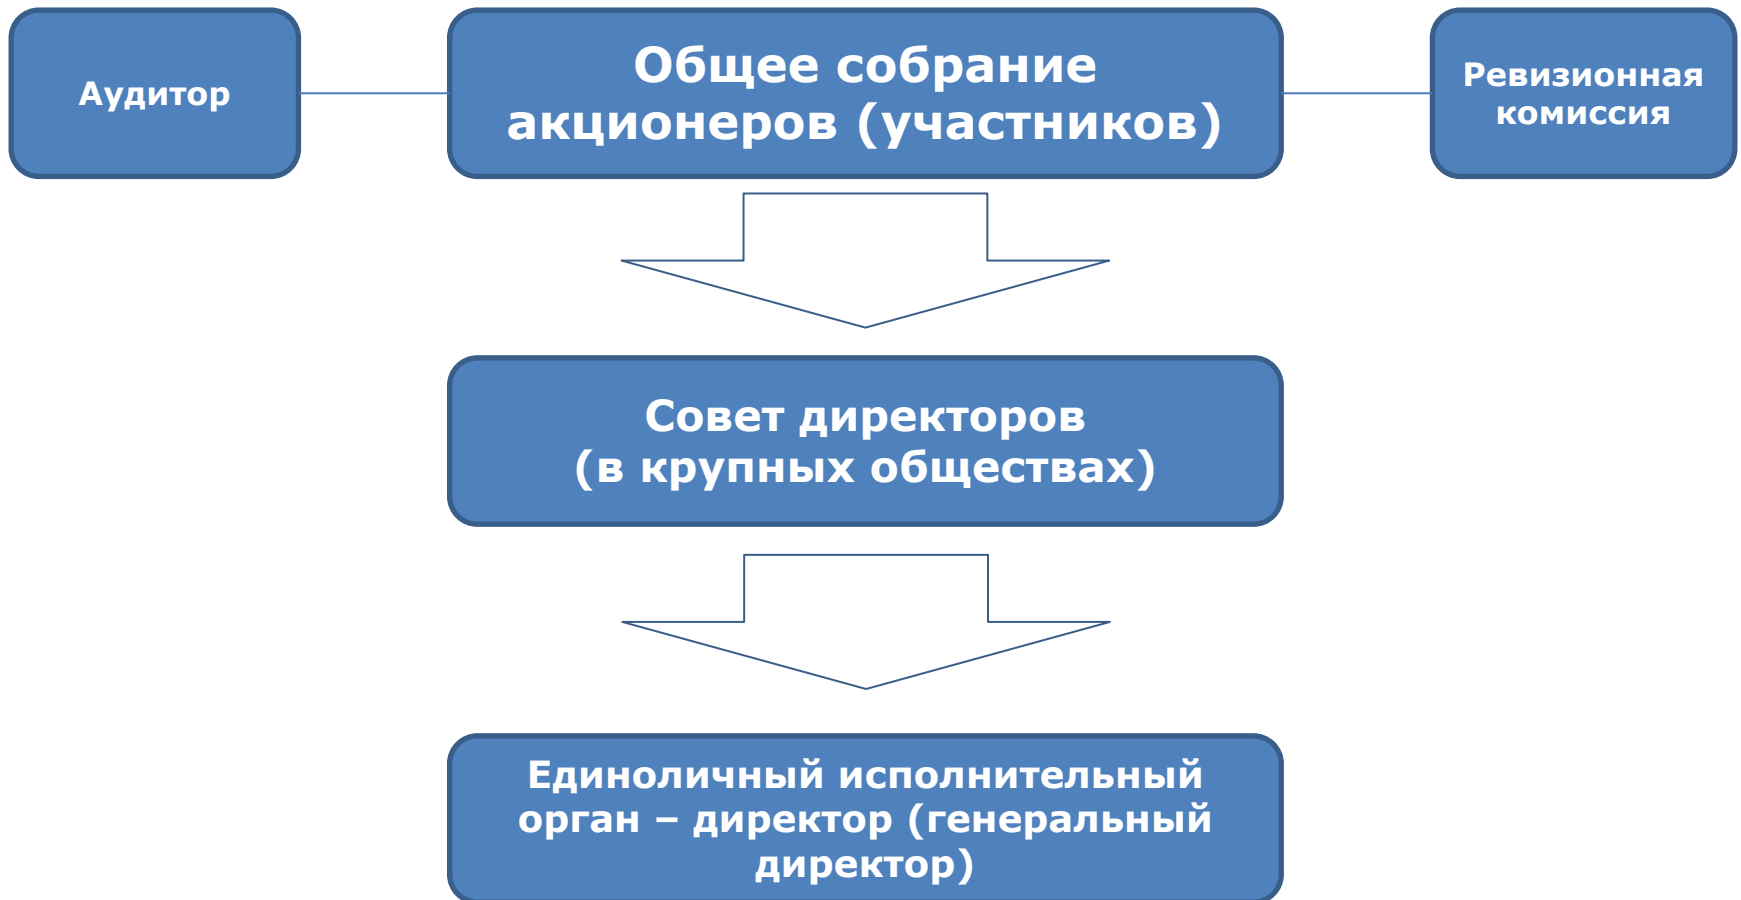 Аудитор
Общее собрание
акционеров (участников)
Ревизионная
комиссия
Совет директоров
(в крупных обществах)
Единоличный исполнительный
орган – директор (генеральный
директор)